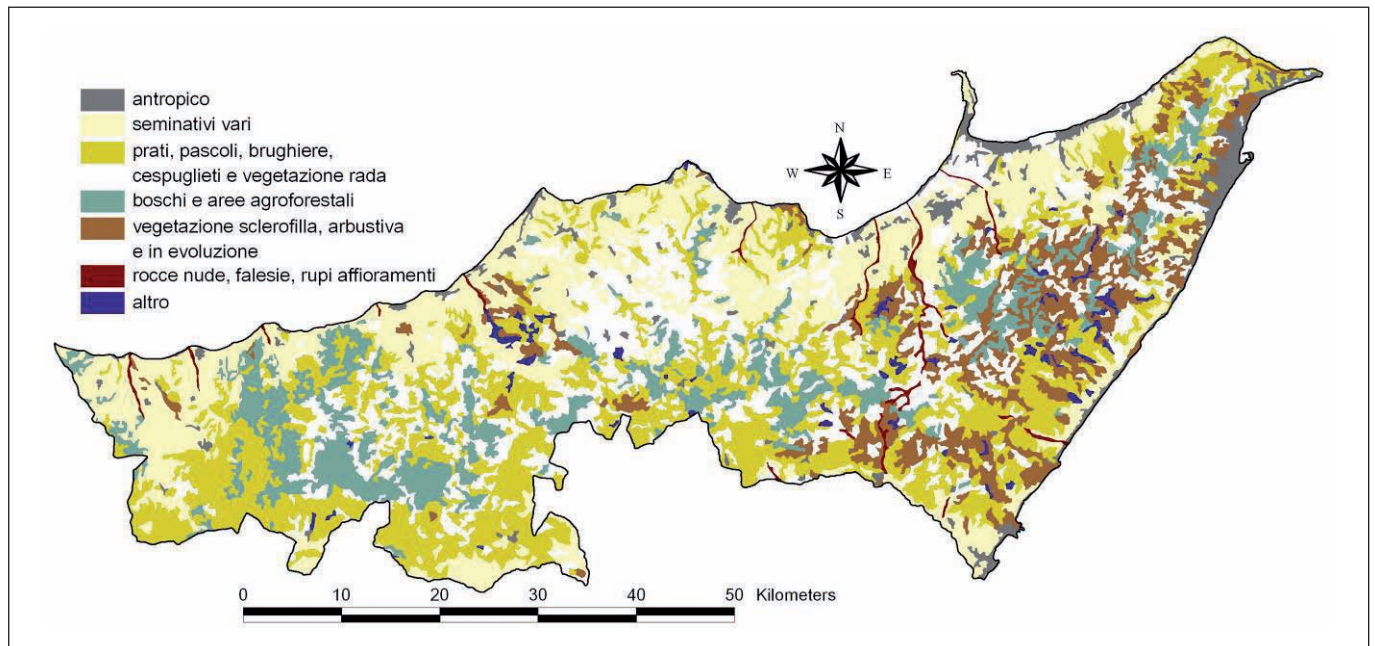 antropico
seminativi vari
prati, pascoli, brughiere,
cespuglieti e vegetazione rada
boschi e aree agroforestali
vegetazione sclerofilla, arbustiva
e in evoluzione
rocce nude, falesie, rupi affioramenti
altro
N
W E
S
0 10 20 30 40 50 Kilometers